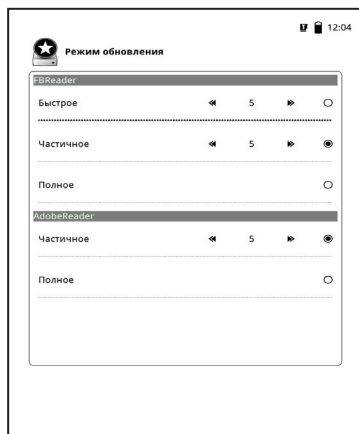 12:04
Режим обновления
FBReader
Быстрое 5
Частичное 5
Полное
AdobeReader
Частичное 5
Полное